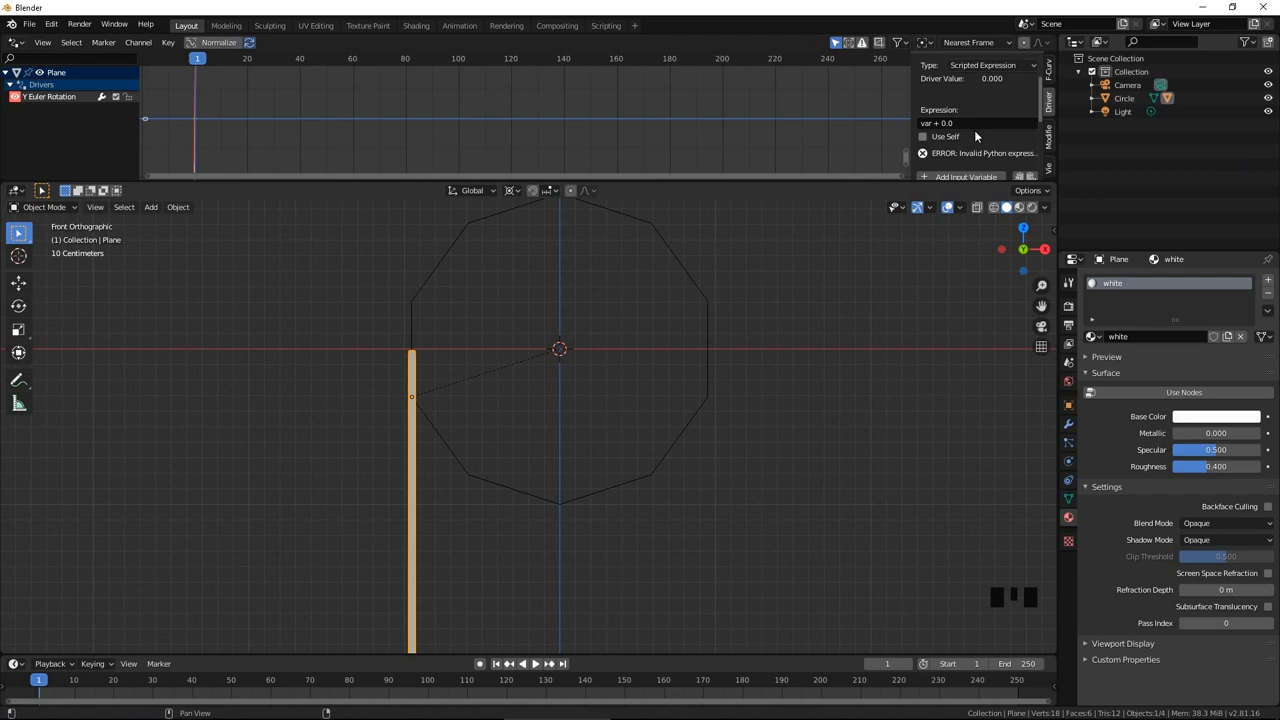 Blender
File Edit Render Window Help Layout Modeling Sculpting UV Editing Texture Paint Shading Animation Rendering Compositing Scripting + Scene View Layer
View Select Marker Channel Key Normalize Nearest Frame
1 20 40 60 80 100 120 140 160 180 200 220 240 260
Plane
Drivers
Y Euler Rotation
Type: Scripted Expression
Driver Value: 0.000
Expression:
var + 0.0
Use Self
ERROR: Invalid Python express..
+ Add Input Variable
F-Curv
Driver
Modifie
Vie
Scene Collection
Collection
Camera
Circle
Light
Global Options
Object Mode View Select Add Object
Front Orthographic
(1) Collection | Plane
10 Centimeters
Z
Y
X
Plane white
white
white
Preview
Surface
Use Nodes
Base Color
Metallic 0.000
Specular 0.500
Roughness 0.400
Settings
Backface Culling
Blend Mode Opaque
Shadow Mode Opaque
Clip Threshold 0.500
Screen Space Refraction
Refraction Depth 0 m
Subsurface Translucency
Pass Index 0
Viewport Display
Custom Properties
Playback Keying View Marker 1 Start 1 End 250
1 10 20 30 40 50 60 70 80 90 100 110 120 130 140 150 160 170 180 190 200 210 220 230 240 250
Pan View
Collection | Plane | Verts:18 | Faces:6 | Tris:12 | Objects:1/4 | Mem: 38.3 MiB | v2.81.16